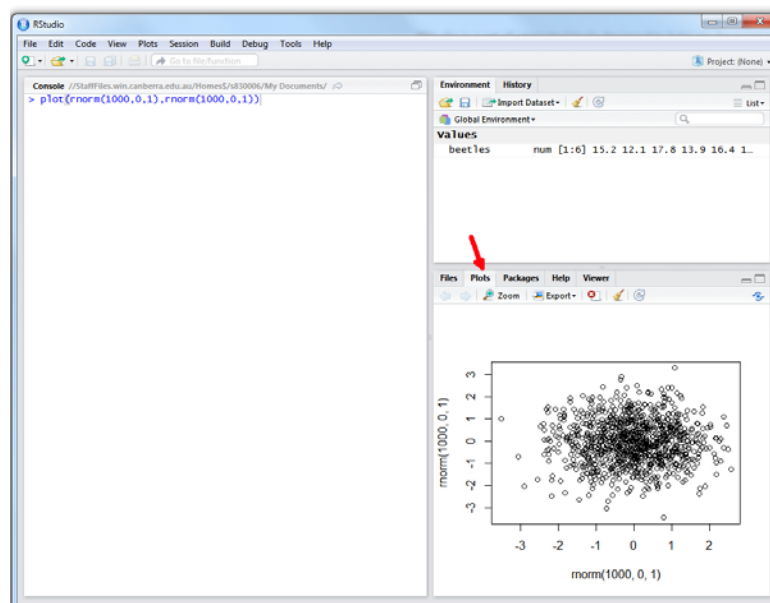 RStudio
File Edit Code View Plots Session Build Debug Tools Help
Go to file/function
Project: (None)
Console //StaffFiles.win.canberra.edu.au/Homes$/s830006/My Documents/
> plot(rnorm(1000,0,1),rnorm(1000,0,1))
Environment History
Import Dataset
List
Global Environment
Values
beetles num [1:6] 15.2 12.1 17.8 13.9 16.4 1…
Files Plots Packages Help Viewer
Zoom Export
rnorm(1000, 0, 1)
3
2
1
0
-1
-2
-3
-3 -2 -1 0 1 2
rnorm(1000, 0, 1)